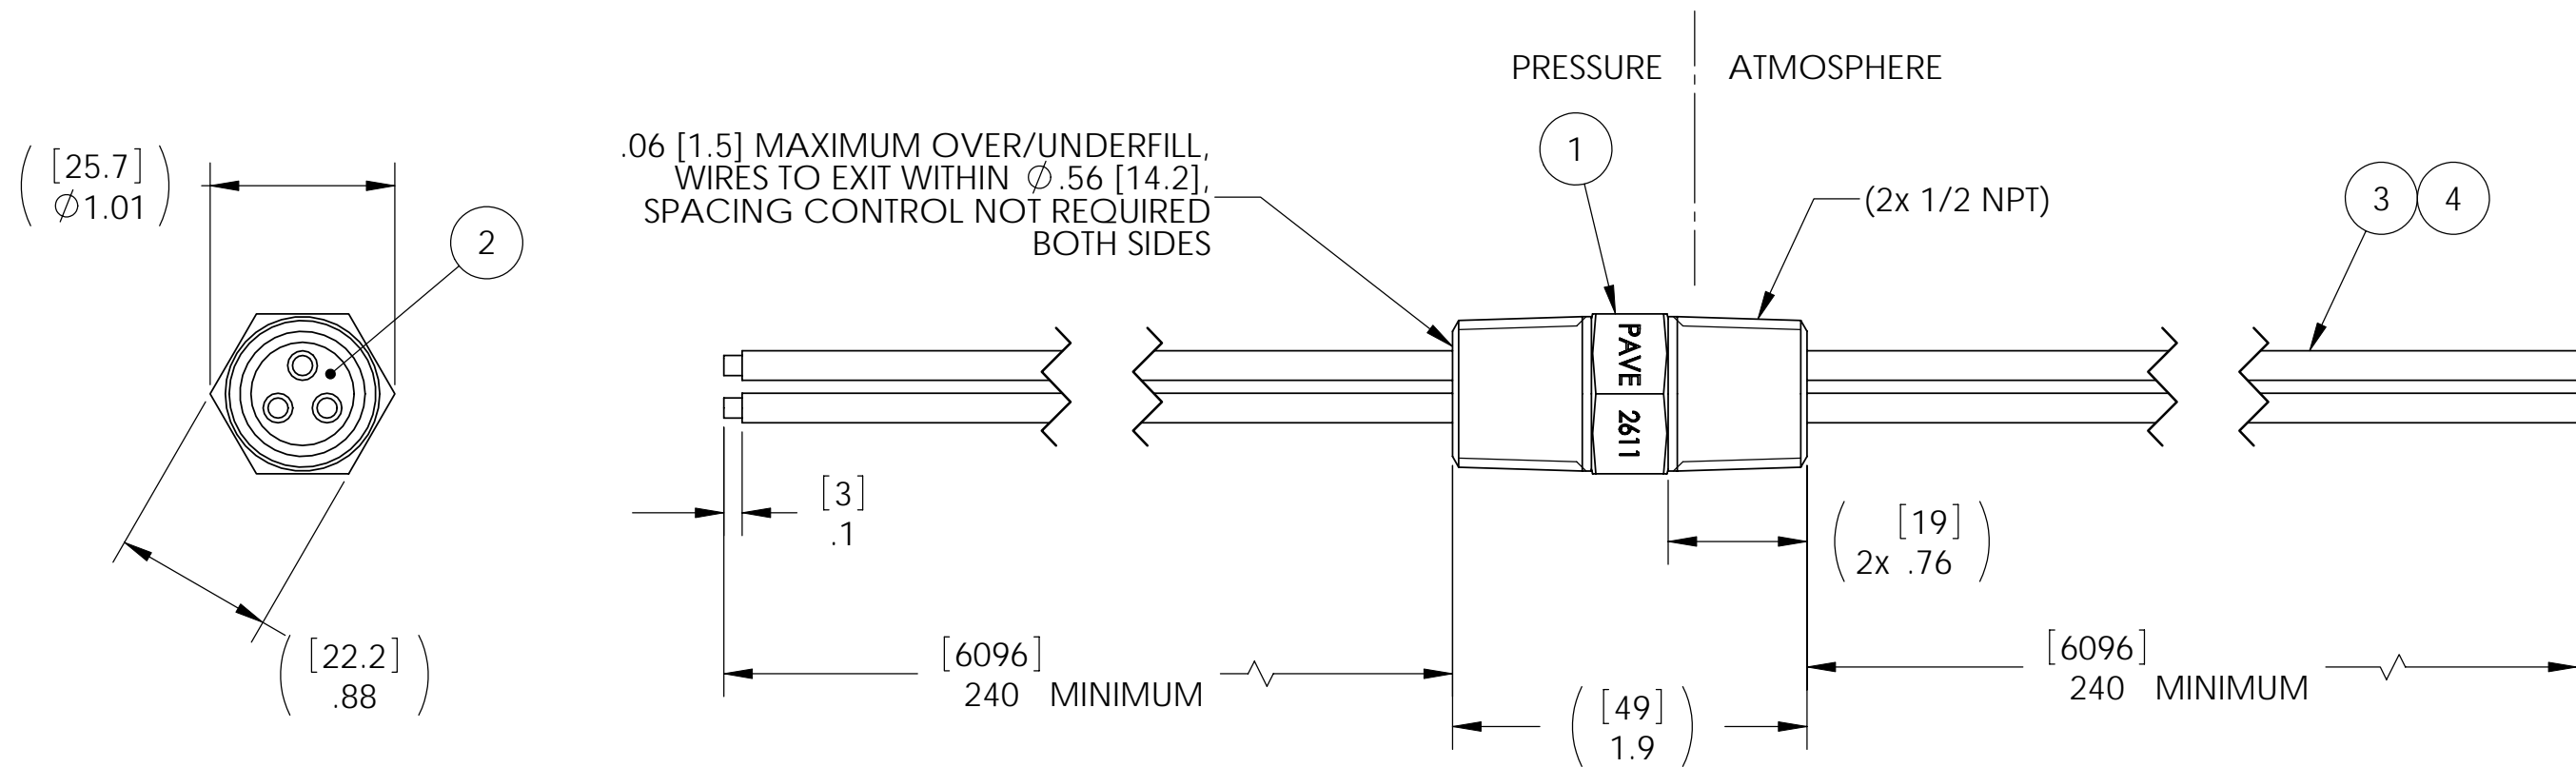 PRESSURE
ATMOSPHERE
.06 [1.5] MAXIMUM OVER/UNDERFILL,
WIRES TO EXIT WITHIN ∅.56 [14.2],
SPACING CONTROL NOT REQUIRED
BOTH SIDES
1
(2x 1/2 NPT)
3
4
([25.7]
∅1.01)
2
PAVE 2611
[3]
.1
([19]
2x .76)
([22.2]
.88)
[6096]
240 MINIMUM
([49]
1.9)
[6096]
240 MINIMUM